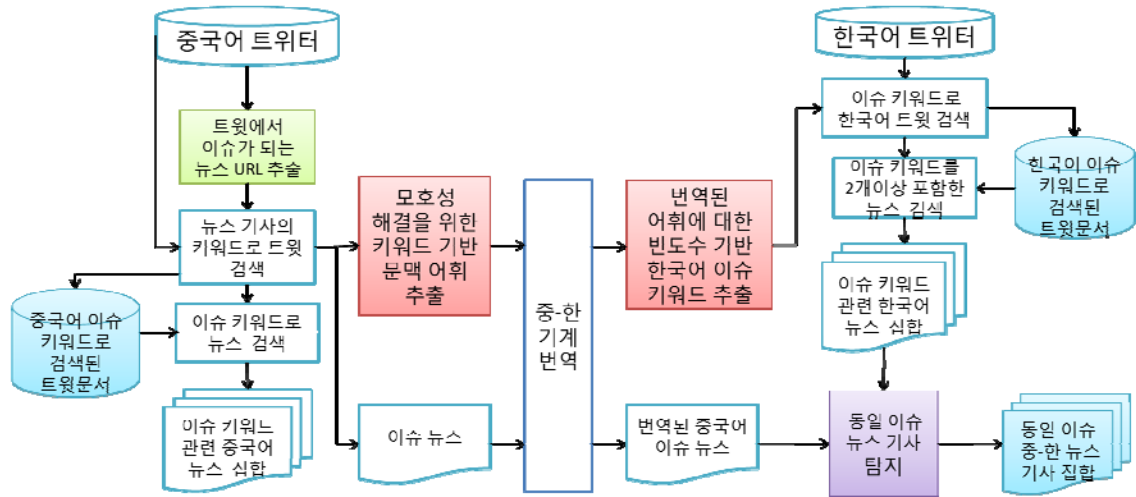 중국어 트위터
트윗에서
이슈가 되는
뉴스 URL 추출
뉴스 기사의
키워드로 트윗
검색
중국어 이슈
키워드로
검색된
트윗문서
이슈 키워드로
뉴스 검색
이슈 키워드
관련 중국어
뉴스 집합
모호성
해결을 위한
키워드 기반
문맥 어휘
추출
이슈 뉴스
중-한
기계
번역
번역된
어휘에 대한
빈도수 기반
한국어 이슈
키워드 추출
번역된 중국어
이슈 뉴스
한국어 트위터
이슈 키워드로
한국어 트윗 검색
이슈 키워드를
2개이상 포함한
뉴스 검색
한국어 이슈
키워드로
검색된
트윗문서
이슈 키워드
관련 한국어
뉴스 집합
동일 이슈
뉴스 기사
탐지
동일 이슈
중-한 뉴스
기사 집합